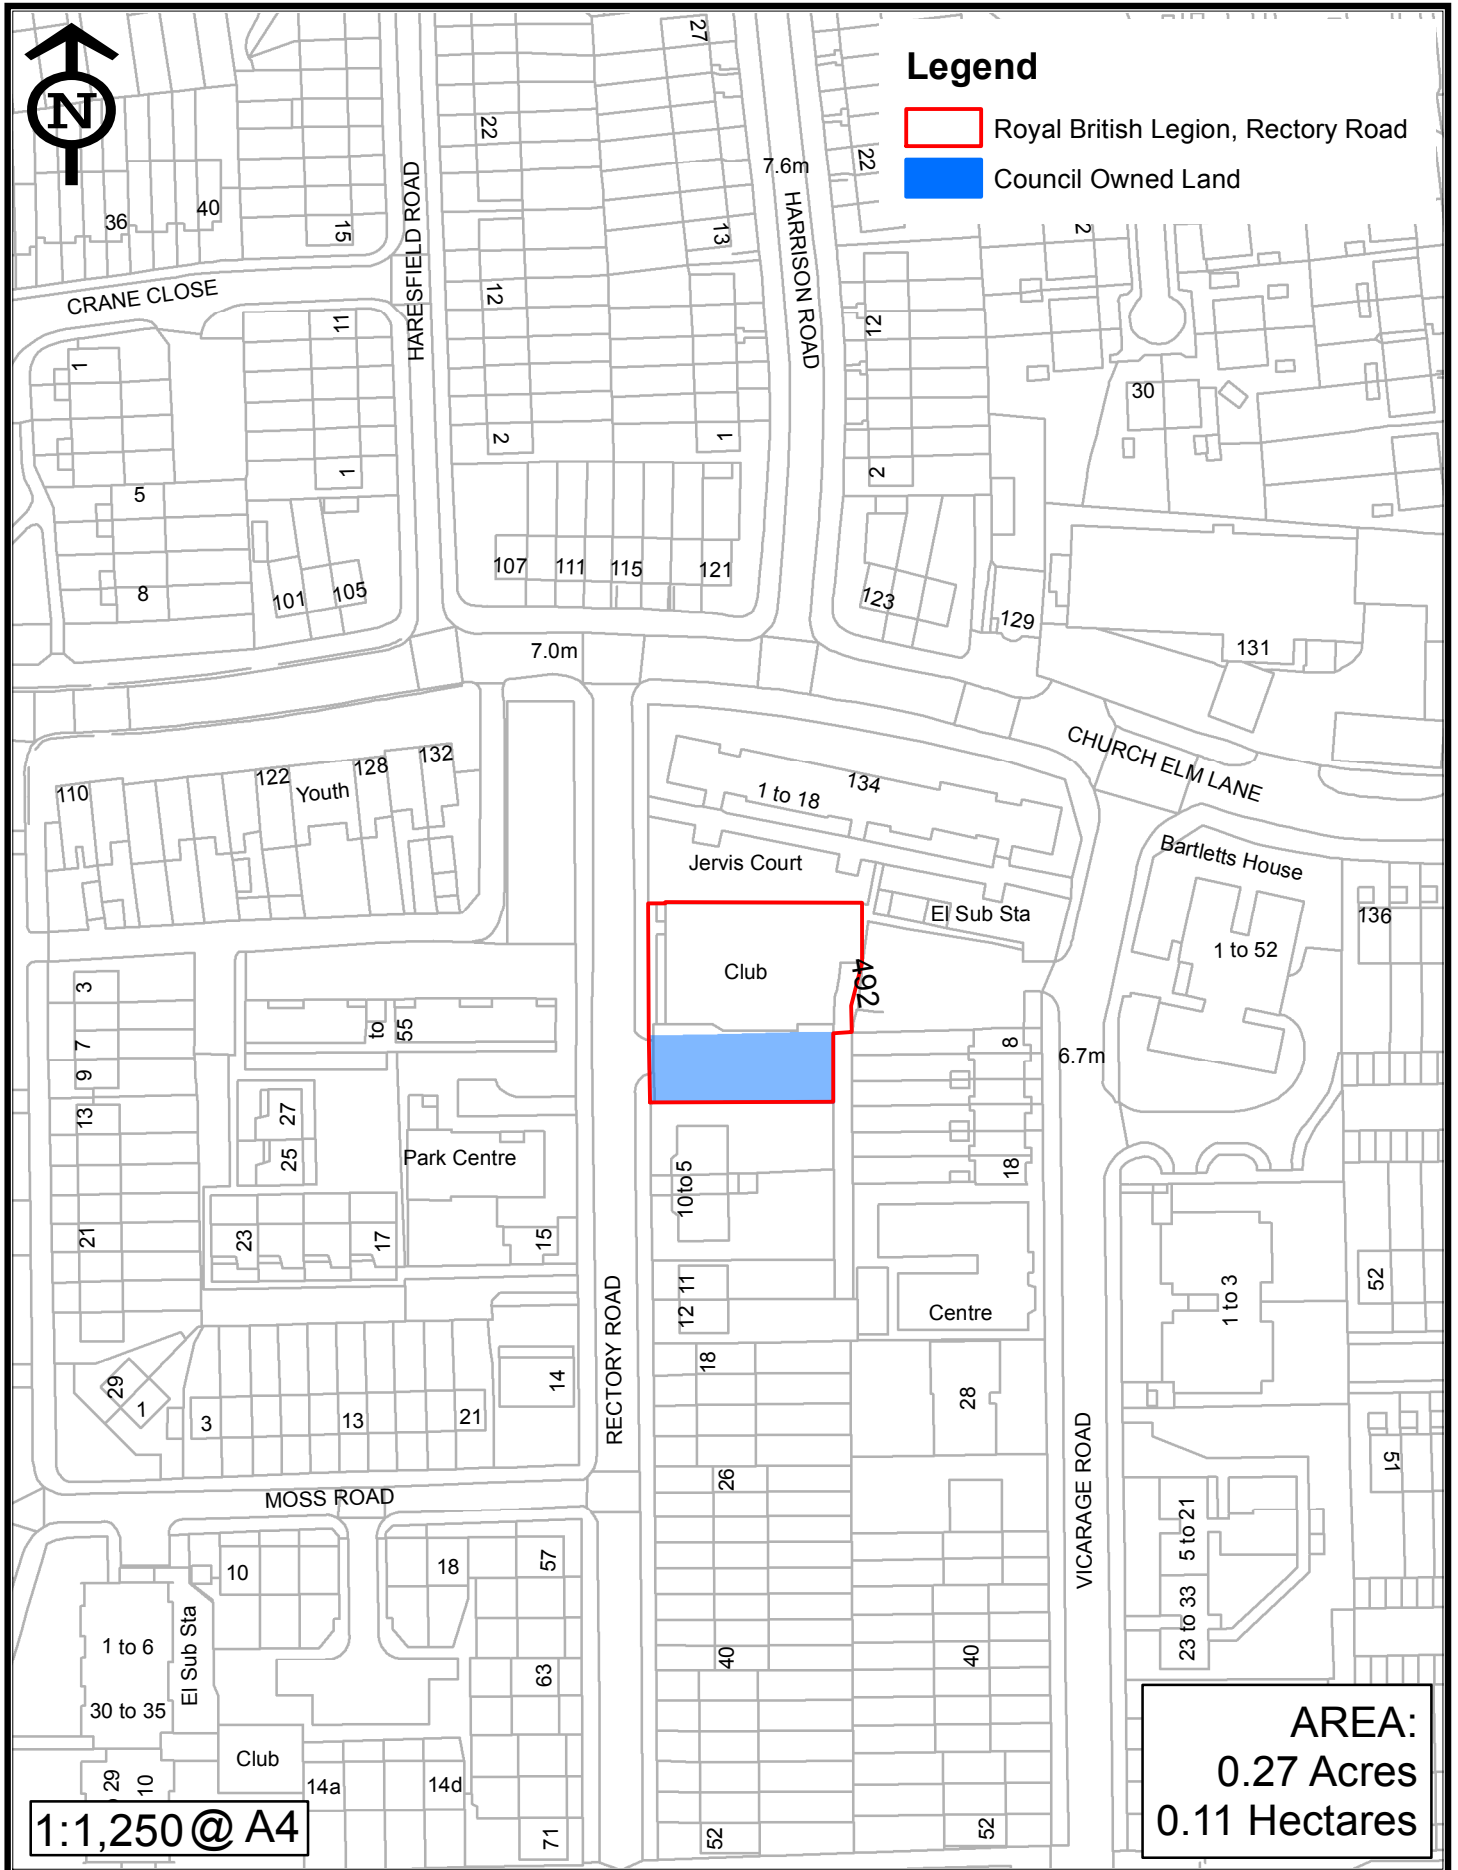 N
Legend
Royal British Legion, Rectory Road
Council Owned Land
27
22
7.6m
22
36
40
15
HARESFIELD ROAD
13
HARRISON ROAD
2
CRANE CLOSE
12
11
12
1
30
2
1
1
2
5
107
111
115
121
8
101
105
123
129
7.0m
131
CHURCH ELM LANE
110
122
Youth
128
132
134
1 to 18
Jervis Court
Bartletts House
El Sub Sta
136
1 to 52
Club
492
3
to
55
7
8
6.7m
9
13
27
25
Park Centre
10 to 5
18
21
23
17
15
11
12
Centre
1 to 3
52
RECTORY ROAD
18
29
1
14
28
3
13
21
VICARAGE ROAD
51
26
MOSS ROAD
5 to 21
10
18
57
23 to 33
1 to 6
El Sub Sta
40
40
63
30 to 35
Club
29
10
14a
14d
71
52
52
1:1,250 @ A4
AREA:
0.27 Acres
0.11 Hectares